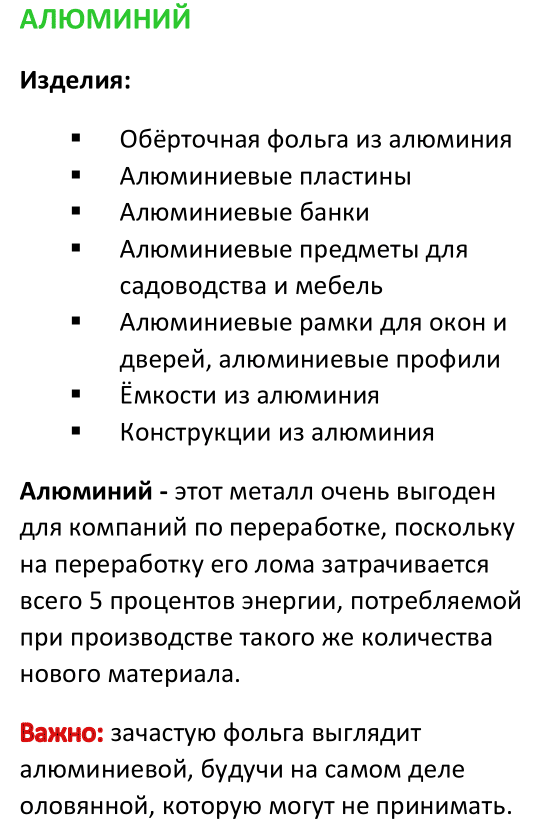 АЛЮМИНИЙ
Изделия:
▪ Обёрточная фольга из алюминия
▪ Алюминиевые пластины
▪ Алюминиевые банки
▪ Алюминиевые предметы для
садоводства и мебель
▪ Алюминиевые рамки для окон и
дверей, алюминиевые профили
▪ Ёмкости из алюминия
▪ Конструкции из алюминия
Алюминий - этот металл очень выгоден
для компаний по переработке, поскольку
на переработку его лома затрачивается
всего 5 процентов энергии, потребляемой
при производстве такого же количества
нового материала.
Важно: зачастую фольга выглядит
алюминиевой, будучи на самом деле
оловянной, которую могут не принимать.